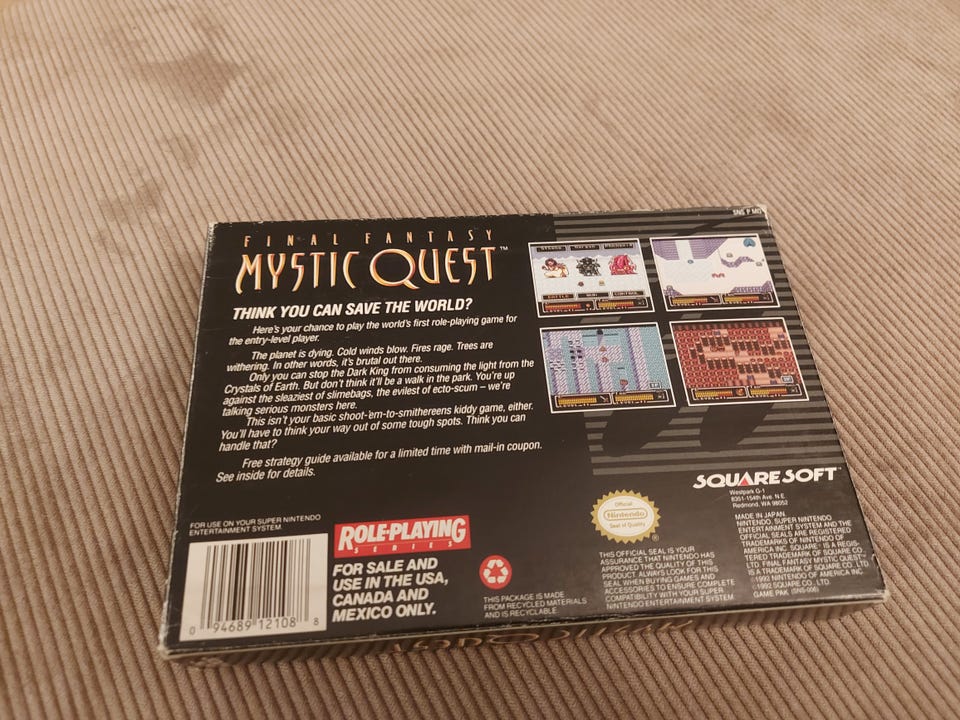 SNS P MQ
FINAL FANTASY
MYSTIC QUEST™
THINK YOU CAN SAVE THE WORLD?
Here's your chance to play the world's first role-playing game for
the entry-level player.
The planet is dying. Cold winds blow. Fires rage. Trees are
withering. In other words, it's brutal out there.
Only you can stop the Dark King from consuming the light from the
Crystals of Earth. But don't think it'll be a walk in the park. You're up
against the sleaziest of slimebags, the evilest of ecto-scum – we're
talking serious monsters here.
This isn't your basic shoot-'em-to-smithereens kiddy game, either.
You'll have to think your way out of some tough spots. Think you can
handle that?
Free strategy guide available for a limited time with mail-in coupon.
See inside for details.
FOR USE ON YOUR SUPER NINTENDO
ENTERTAINMENT SYSTEM.
0 94689 12108 8
ROLE-PLAYING
SERIES
FOR SALE AND
USE IN THE USA,
CANADA AND
MEXICO ONLY.
THIS PACKAGE IS MADE
FROM RECYCLED MATERIALS
AND IS RECYCLABLE.
Official
Nintendo
Seal of Quality
THIS OFFICIAL SEAL IS YOUR
ASSURANCE THAT NINTENDO HAS
APPROVED THE QUALITY OF THIS
PRODUCT. ALWAYS LOOK FOR THIS
SEAL WHEN BUYING GAMES AND
ACCESSORIES TO ENSURE COMPLETE
COMPATIBILITY WITH YOUR SUPER
NINTENDO ENTERTAINMENT SYSTEM.
SQUARE SOFT™
Westpark G-1
8351-154th Ave. N.E.
Redmond, WA 98052
MADE IN JAPAN
NINTENDO, SUPER NINTENDO
ENTERTAINMENT SYSTEM AND THE
OFFICIAL SEALS ARE REGISTERED
TRADEMARKS OF NINTENDO OF
AMERICA INC. SQUARE® IS A REGIS-
TERED TRADEMARK OF SQUARE CO.,
LTD. FINAL FANTASY MYSTIC QUEST™
IS A TRADEMARK OF SQUARE CO., LTD.
©1992 NINTENDO OF AMERICA INC.
©1992 SQUARE CO., LTD.
GAME PAK (SNS-006)
MYSTIC QUEST